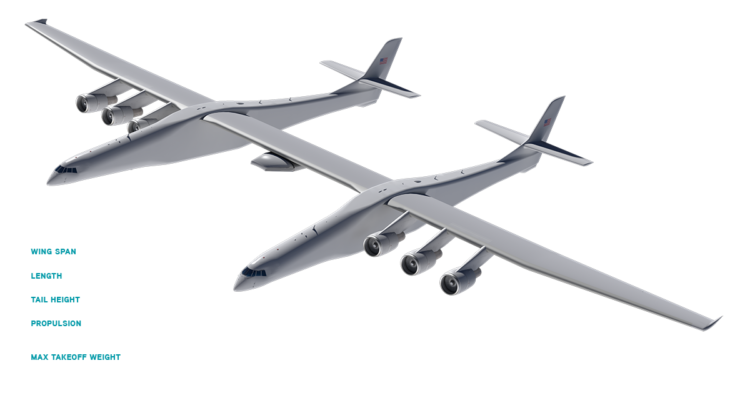 WING SPAN
LENGTH
TAIL HEIGHT
PROPULSION
MAX TAKEOFF WEIGHT